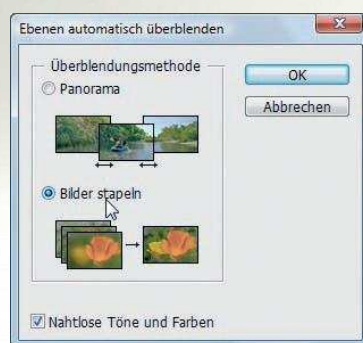 Ebenen automatisch überblenden
Überblendungsmethode
Panorama
Bilder stapeln
Nahtlose Töne und Farben
OK
Abbrechen